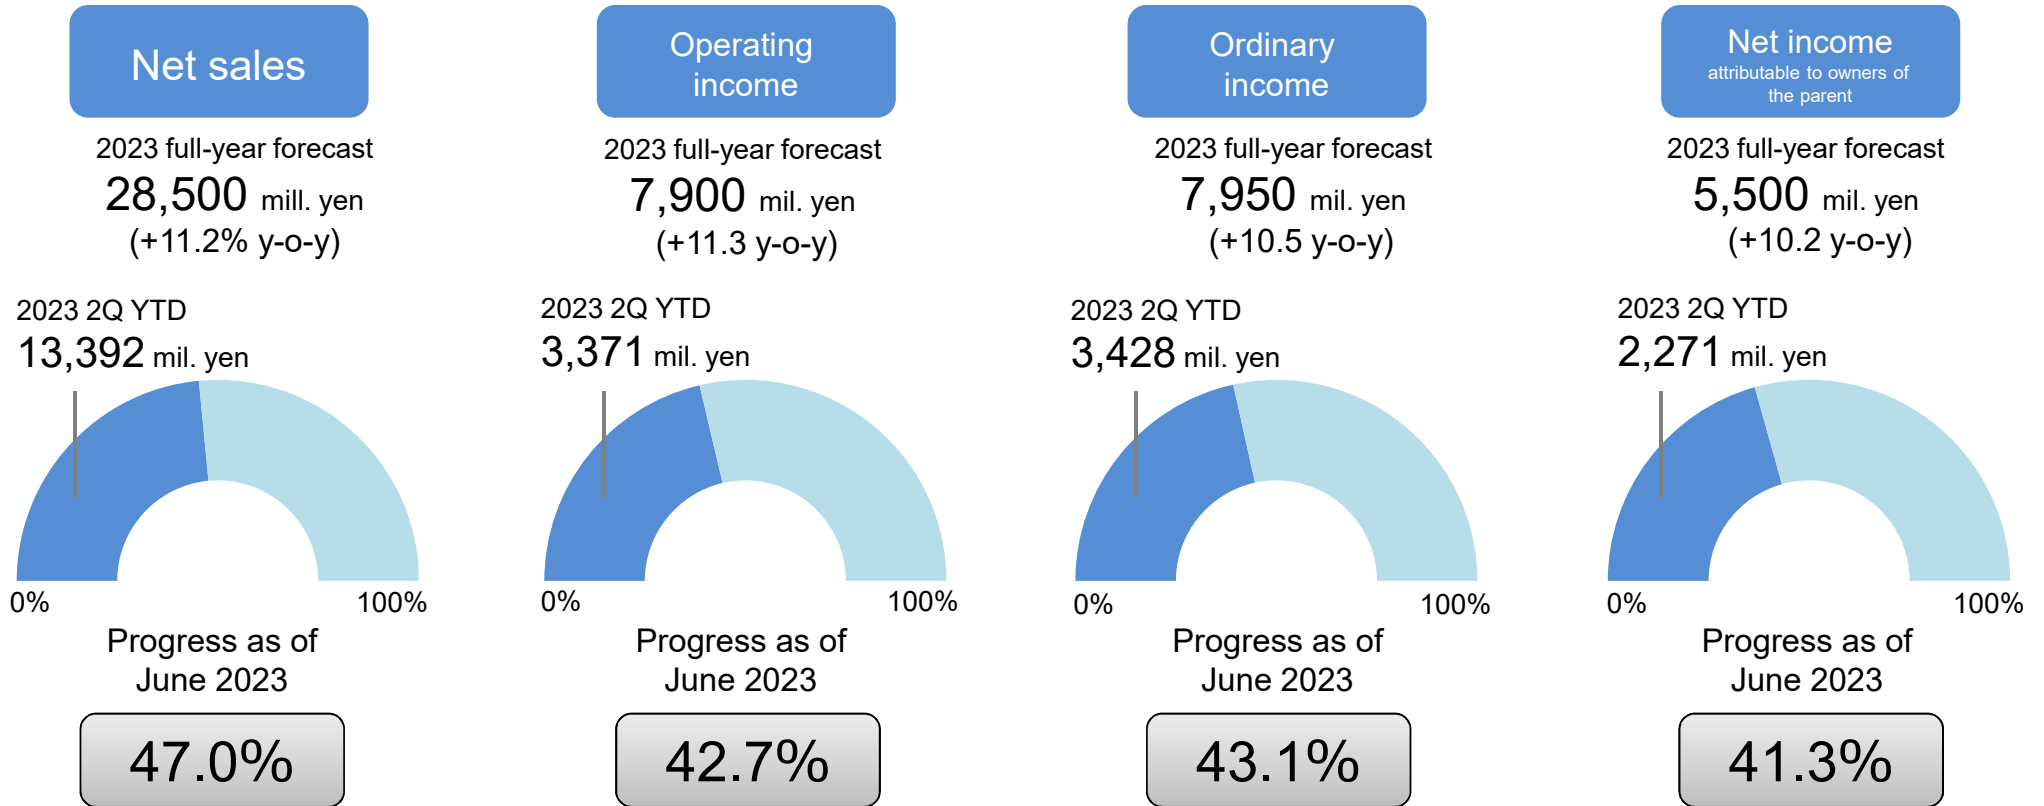 Net sales
2023 full-year forecast
28,500 mill. yen
(+11.2% y-o-y)
2023 2Q YTD
13,392 mil. yen
0% 100%
Progress as of
June 2023
47.0%
Operating
income
2023 full-year forecast
7,900 mil. yen
(+11.3 y-o-y)
2023 2Q YTD
3,371 mil. yen
0% 100%
Progress as of
June 2023
42.7%
Ordinary
income
2023 full-year forecast
7,950 mil. yen
(+10.5 y-o-y)
2023 2Q YTD
3,428 mil. yen
0% 100%
Progress as of
June 2023
43.1%
Net income
attributable to owners of
the parent
2023 full-year forecast
5,500 mil. yen
(+10.2 y-o-y)
2023 2Q YTD
2,271 mil. yen
0% 100%
Progress as of
June 2023
41.3%